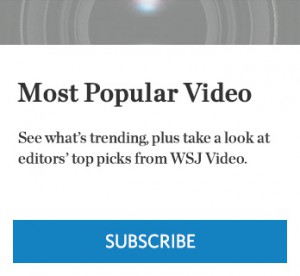 Most Popular Video
See what's trending, plus take a look at
editors' top picks from WSJ Video.
SUBSCRIBE